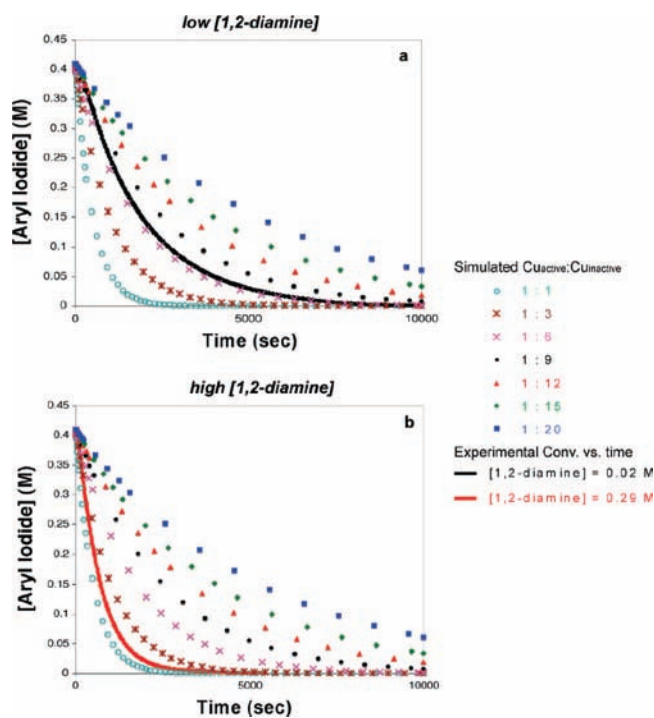 low [1,2-diamine]
a
0.45
0.4
0.35
0.3
0.25
0.2
0.15
0.1
0.05
0
[Aryl Iodide] (M)
0 5000 10000
Time (sec)
high [1,2-diamine]
b
0.45
0.4
0.35
0.3
0.25
0.2
0.15
0.1
0.05
0
[Aryl Iodide] (M)
0 5000 10000
Time (sec)
Simulated Cuactive:Cuinactive
1 : 1
1 : 3
1 : 6
1 : 9
1 : 12
1 : 15
1 : 20
Experimental Conv. vs. time
[1,2-diamine] = 0.02 M
[1,2-diamine] = 0.29 M